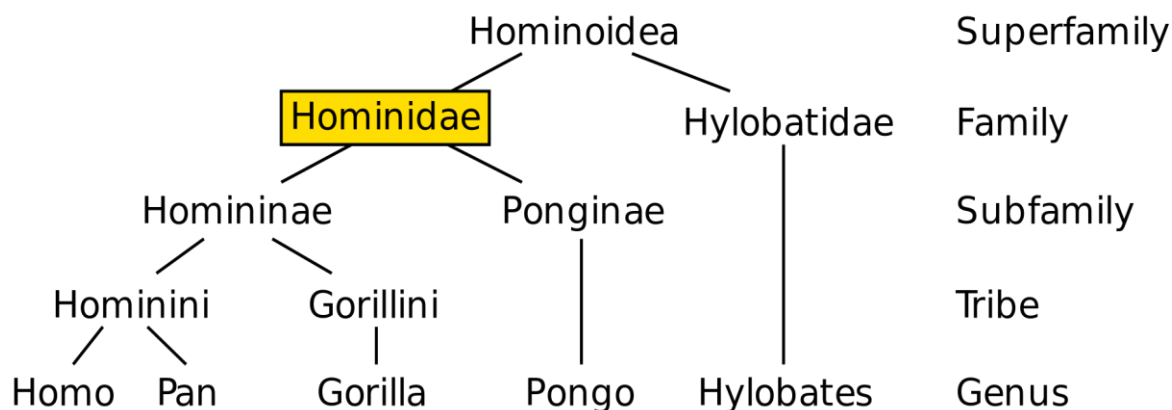 Hominoidea Superfamily
Hominidae Hylobatidae Family
Homininae Ponginae Subfamily
Hominini Gorillini Tribe
Homo Pan Gorilla Pongo Hylobates Genus